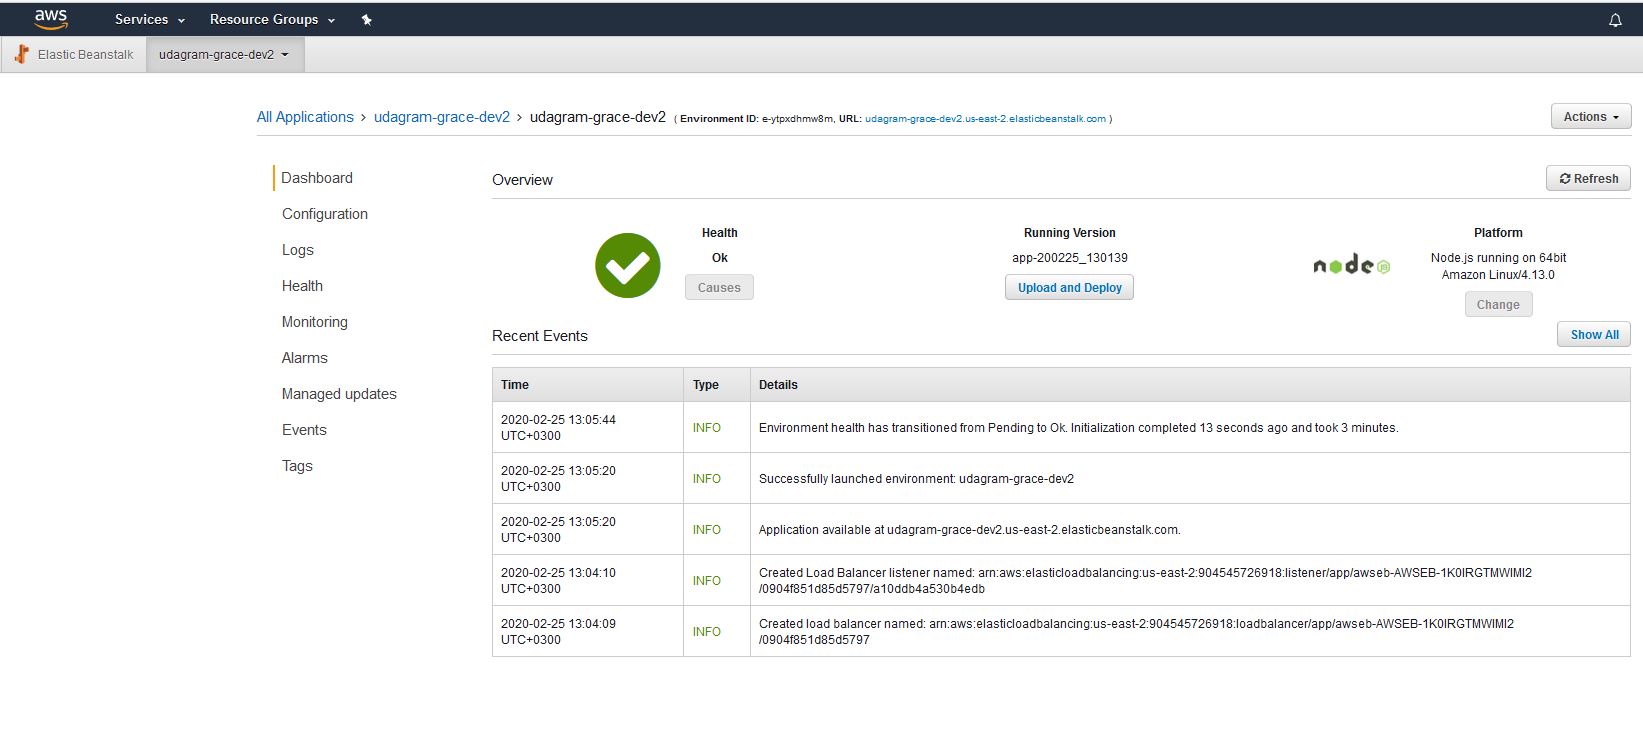 aws Services Resource Groups
Elastic Beanstalk udagram-grace-dev2
All Applications > udagram-grace-dev2 > udagram-grace-dev2 ( Environment ID: e-ytpxdhmw8m, URL: udagram-grace-dev2.us-east-2.elasticbeanstalk.com )
Actions
Dashboard
Configuration
Logs
Health
Monitoring
Alarms
Managed updates
Events
Tags
Overview
Refresh
Health
Ok
Causes
Running Version
app-200225_130139
Upload and Deploy
node JS
Platform
Node.js running on 64bit
Amazon Linux/4.13.0
Change
Recent Events
Show All
Time Type Details
2020-02-25 13:05:44
UTC+0300
INFO
Environment health has transitioned from Pending to Ok. Initialization completed 13 seconds ago and took 3 minutes.
2020-02-25 13:05:20
UTC+0300
INFO
Successfully launched environment: udagram-grace-dev2
2020-02-25 13:05:20
UTC+0300
INFO
Application available at udagram-grace-dev2.us-east-2.elasticbeanstalk.com.
2020-02-25 13:04:10
UTC+0300
INFO
Created Load Balancer listener named: arn:aws:elasticloadbalancing:us-east-2:904545726918:listener/app/awseb-AWSEB-1K0IRGTMWIMI2
/0904f851d85d5797/a10ddb4a530b4edb
2020-02-25 13:04:09
UTC+0300
INFO
Created load balancer named: arn:aws:elasticloadbalancing:us-east-2:904545726918:loadbalancer/app/awseb-AWSEB-1K0IRGTMWIMI2
/0904f851d85d5797